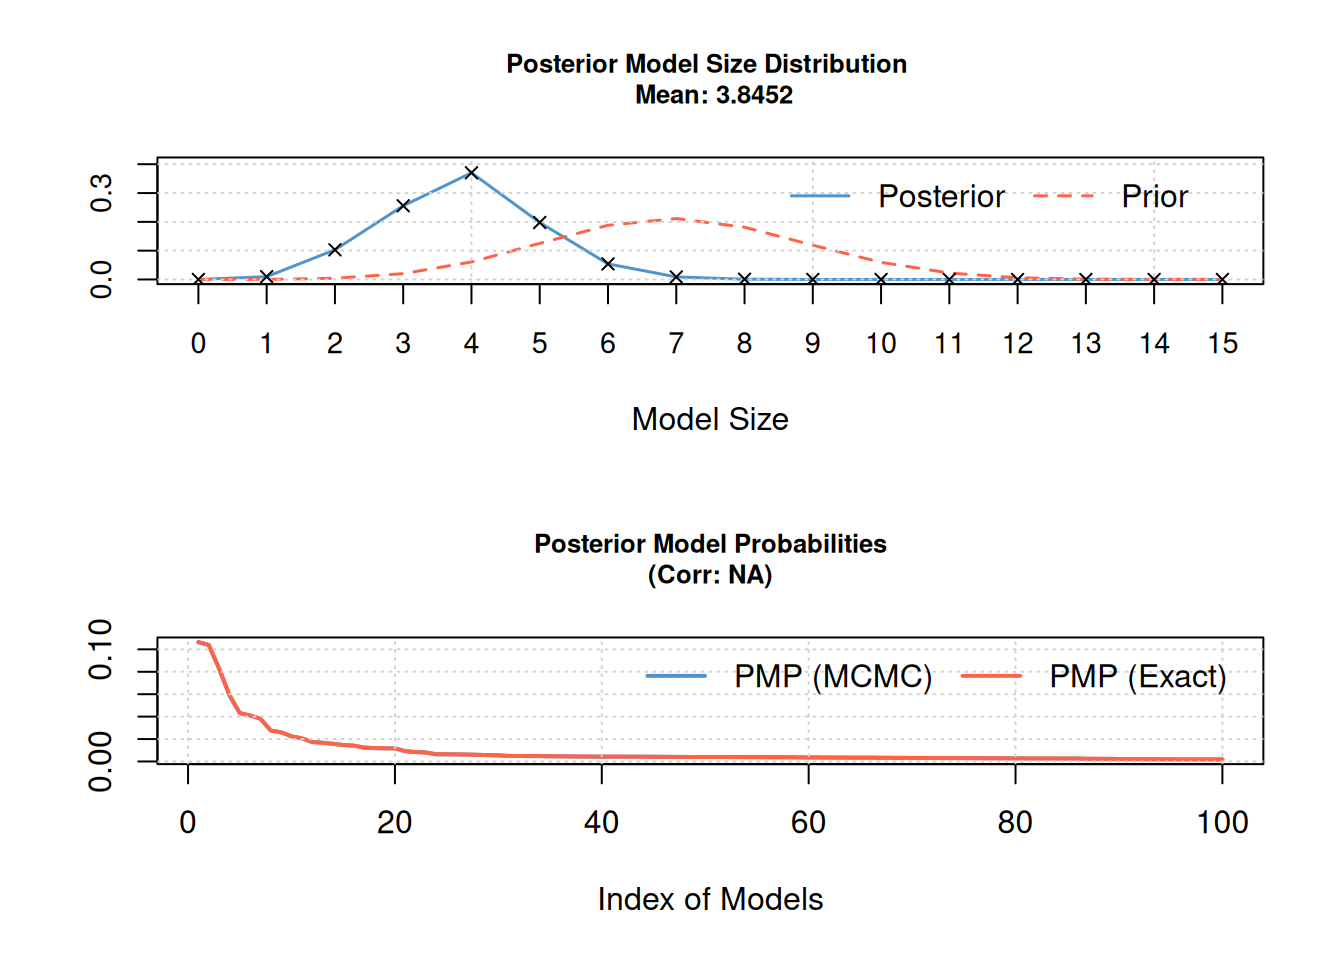 Posterior Model Size Distribution
Mean: 3.8452
0.3
0.0
Posterior
Prior
0 1 2 3 4 5 6 7 8 9 10 11 12 13 14 15
Model Size
Posterior Model Probabilities
(Corr: NA)
0.10
0.00
PMP (MCMC)
PMP (Exact)
0 20 40 60 80 100
Index of Models